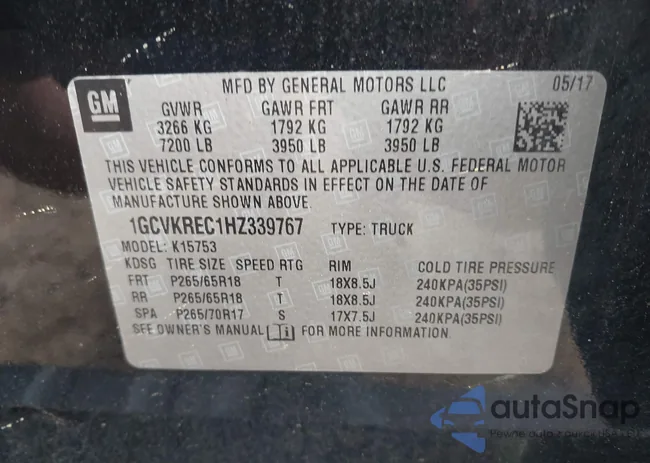 GM
MFD BY GENERAL MOTORS LLC 05/17
GVWR GAWR FRT GAWR RR
3266 KG 1792 KG 1792 KG
7200 LB 3950 LB 3950 LB
THIS VEHICLE CONFORMS TO ALL APPLICABLE U.S. FEDERAL MOTOR
VEHICLE SAFETY STANDARDS IN EFFECT ON THE DATE OF
MANUFACTURE SHOWN ABOVE.
1GCVKREC1HZ339767 TYPE: TRUCK
MODEL: K15753
KDSG TIRE SIZE SPEED RTG RIM COLD TIRE PRESSURE
FRT P265/65R18 T 18X8.5J 240KPA(35PSI)
RR P265/65R18 T 18X8.5J 240KPA(35PSI)
SPA P265/70R17 S 17X7.5J 240KPA(35PSI)
SEE OWNER'S MANUAL FOR MORE INFORMATION.
autaSnap
Pewne auto z